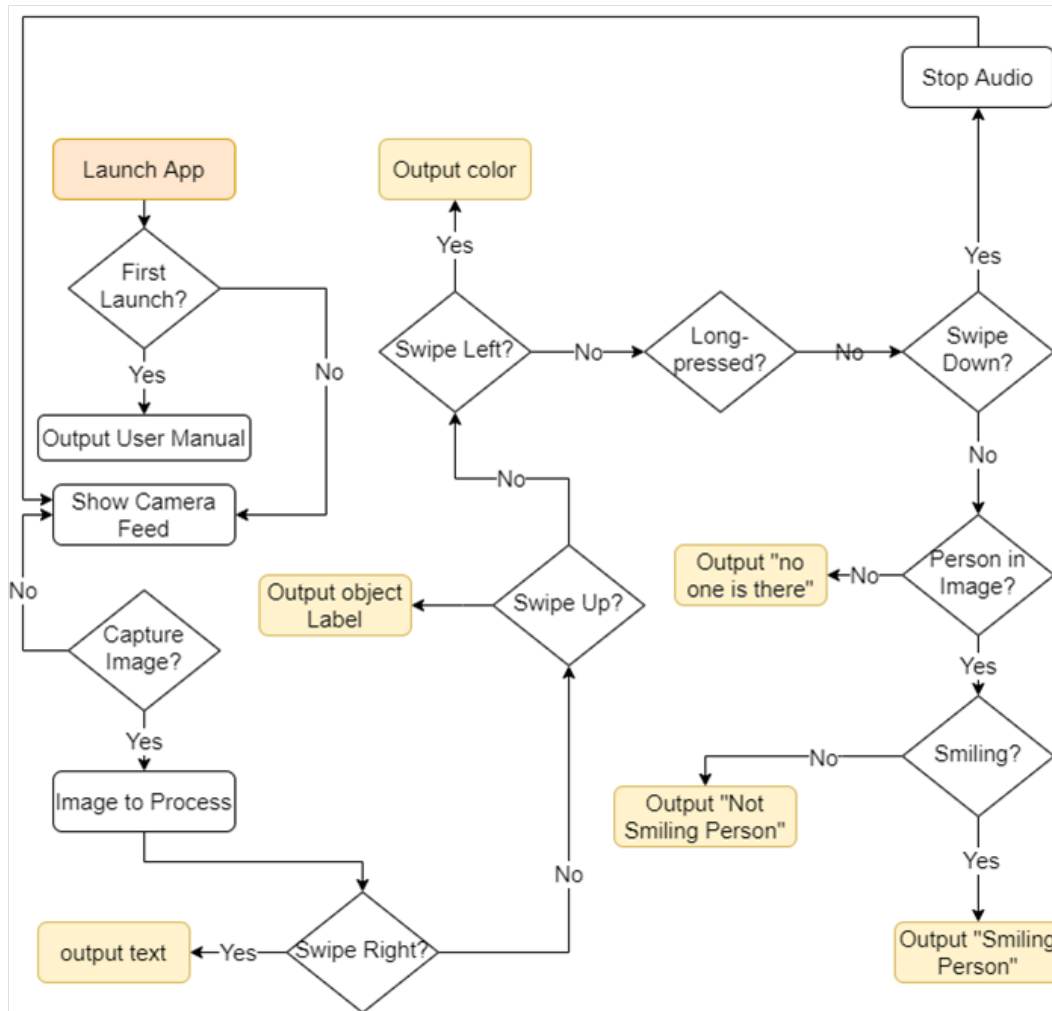 Stop Audio
Launch App
Output color
Yes
Yes
First
Launch?
Swipe Left?
No
Long-
pressed?
No
Swipe
Down?
No
Yes
Output User Manual
No
No
Show Camera
Feed
No
Output "no
one is there"
No
Person in
Image?
Output object
Label
Swipe Up?
Capture
Image?
Yes
Yes
No
Smiling?
Image to Process
Output "Not
Smiling Person"
Yes
No
output text
Yes
Swipe Right?
Output "Smiling
Person"